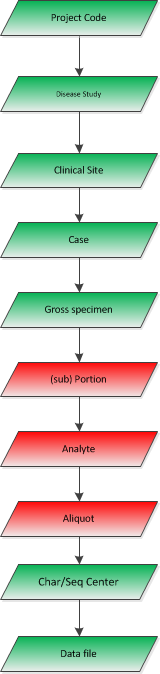 Project Code
Disease Study
Clinical Site
Case
Gross specimen
(sub) Portion
Analyte
Aliquot
Char/Seq Center
Data file